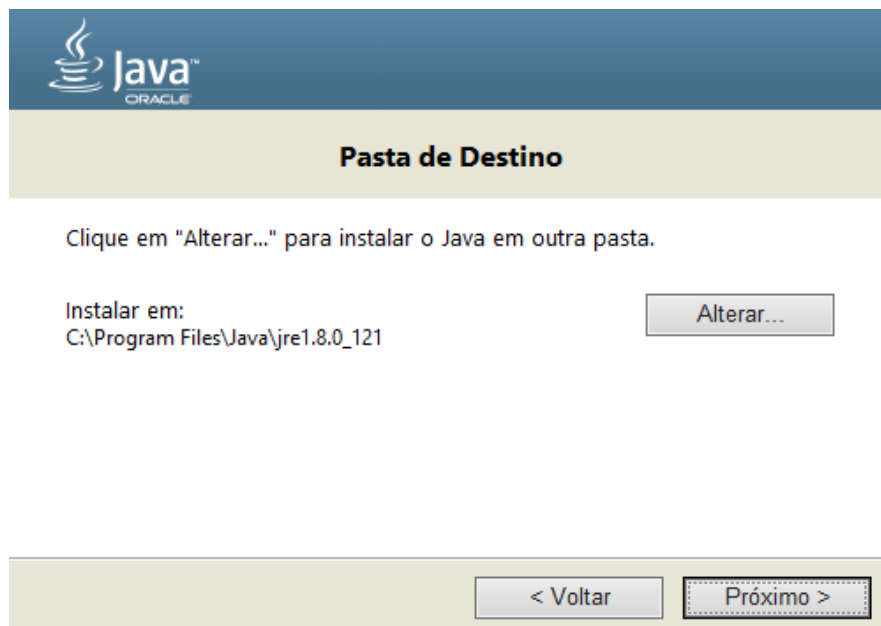 Java™
ORACLE
Pasta de Destino
Clique em "Alterar..." para instalar o Java em outra pasta.
Instalar em:
C:\Program Files\Java\jre1.8.0_121
Alterar...
< Voltar
Próximo >